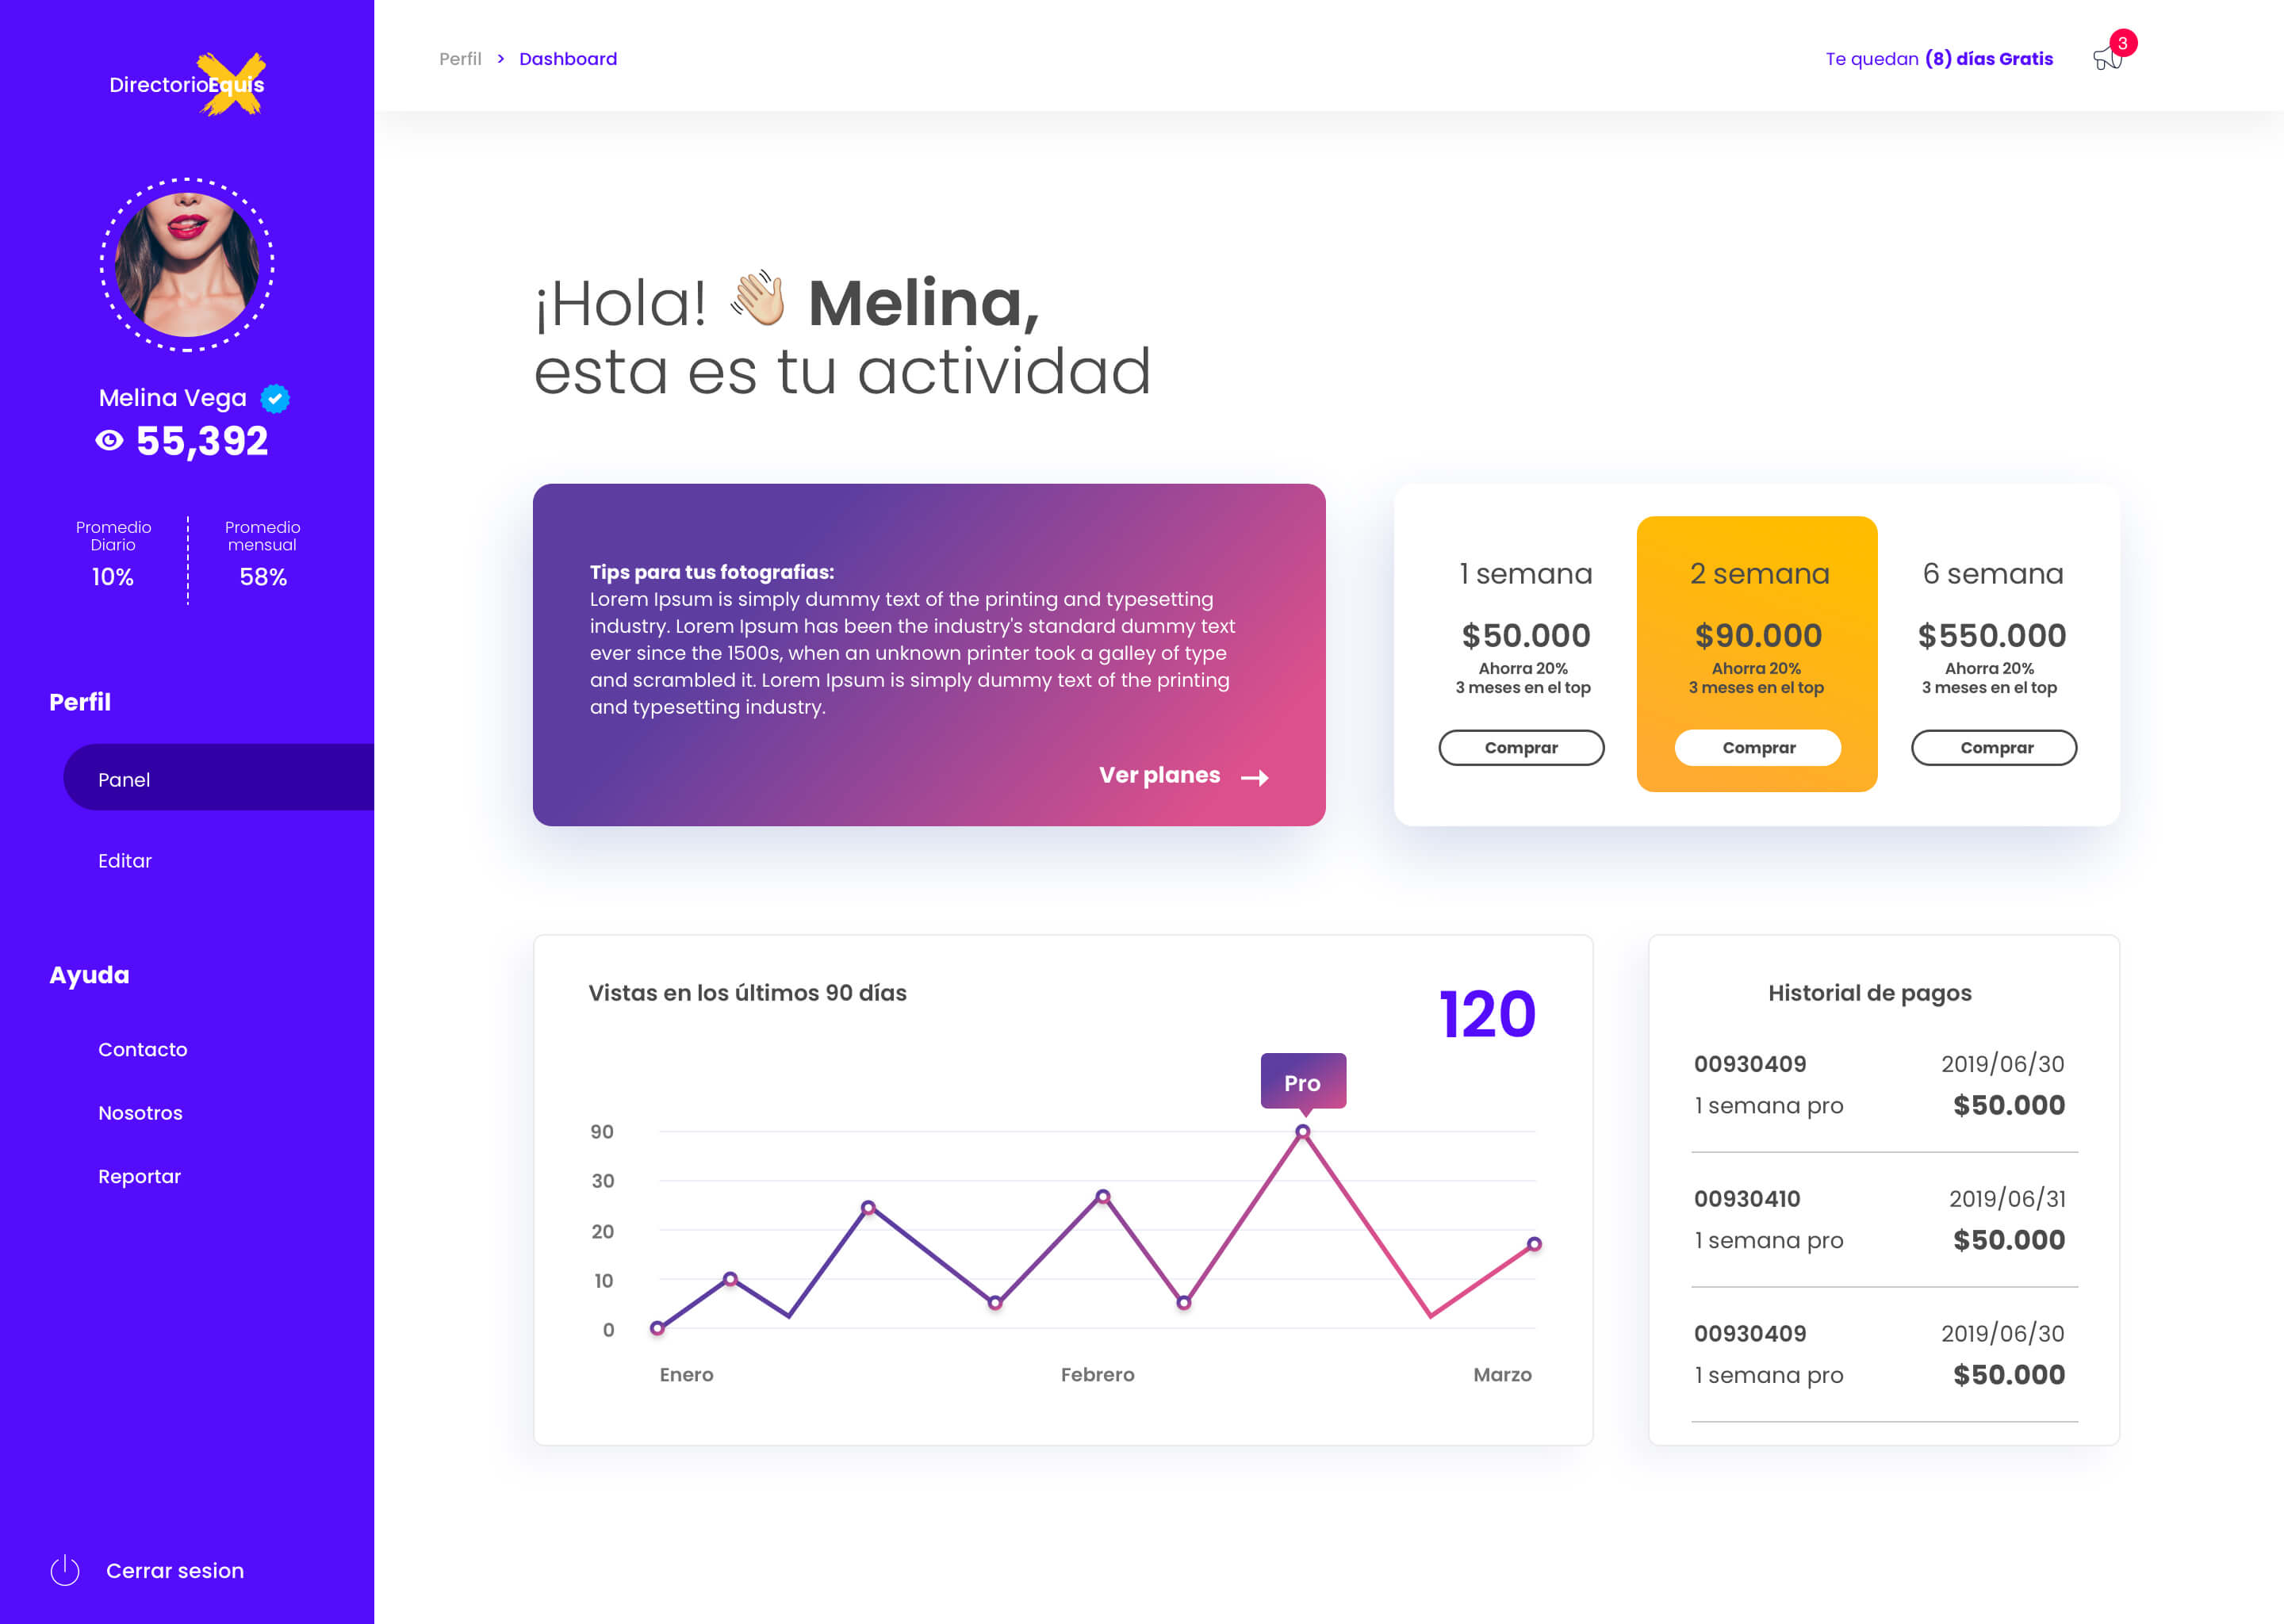 DirectorioEquis
Melina Vega
55,392
Promedio
Diario
10%
Promedio
mensual
58%
Perfil
Panel
Editar
Ayuda
Contacto
Nosotros
Reportar
Cerrar sesion
Perfil > Dashboard
Te quedan (8) días Gratis
3
¡Hola! 👋 Melina,
esta es tu actividad
Tips para tus fotografias:
Lorem Ipsum is simply dummy text of the printing and typesetting
industry. Lorem Ipsum has been the industry's standard dummy text
ever since the 1500s, when an unknown printer took a galley of type
and scrambled it. Lorem Ipsum is simply dummy text of the printing
and typesetting industry.
Ver planes
1 semana
$50.000
Ahorra 20%
3 meses en el top
Comprar
2 semana
$90.000
Ahorra 20%
3 meses en el top
Comprar
6 semana
$550.000
Ahorra 20%
3 meses en el top
Comprar
Vistas en los últimos 90 días
120
Pro
90
30
20
10
0
Enero
Febrero
Marzo
Historial de pagos
00930409 2019/06/30
1 semana pro $50.000
00930410 2019/06/31
1 semana pro $50.000
00930409 2019/06/30
1 semana pro $50.000